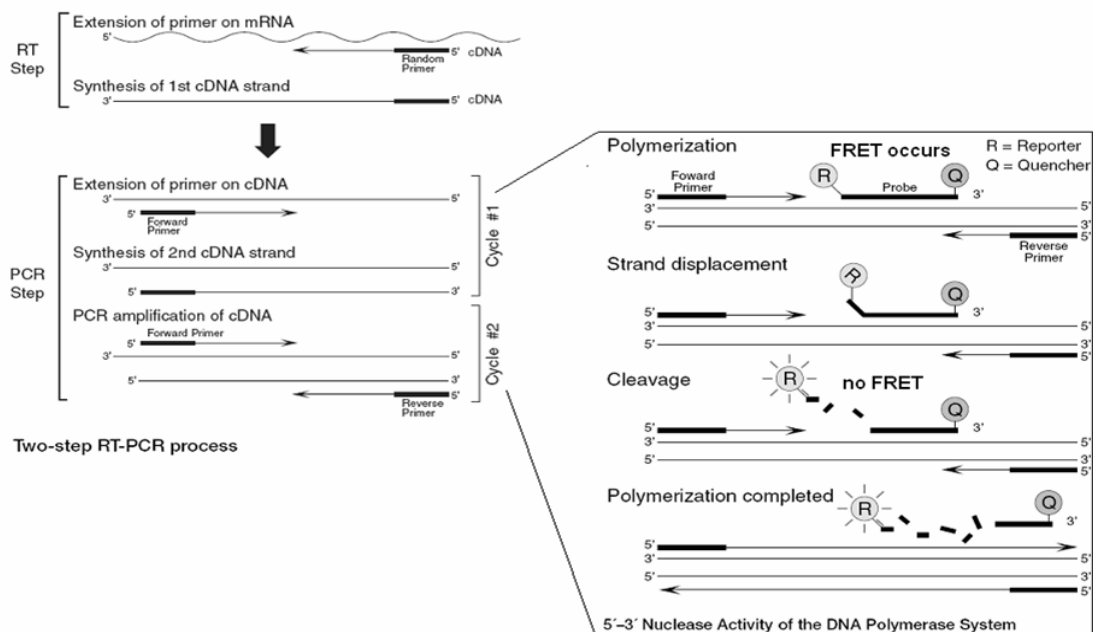 RT
Step
Extension of primer on mRNA
5'
5' cDNA
Random
Primer
Synthesis of 1st cDNA strand
3' 5' cDNA
PCR
Step
Extension of primer on cDNA
3' 5'
5'
Forward
Primer
Synthesis of 2nd cDNA strand
3' 5'
5' 3'
Cycle #1
PCR amplification of cDNA
5' Forward Primer
3' 5'
5' 3'
5'
Reverse
Primer
Cycle #2
Two-step RT-PCR process
Polymerization
FRET occurs
R = Reporter
Q = Quencher
Foward
Primer
R
Probe
Q
5' 3'
3' 5'
5' 3'
5'
Reverse
Primer
Strand displacement
R
Q
5' 3'
3' 5'
5' 3'
5'
Cleavage
R
no FRET
Q
5' 3'
3' 5'
5' 3'
5'
Polymerization completed
R
Q
3'
5'
3' 5'
5' 3'
5'
5´–3´ Nuclease Activity of the DNA Polymerase System